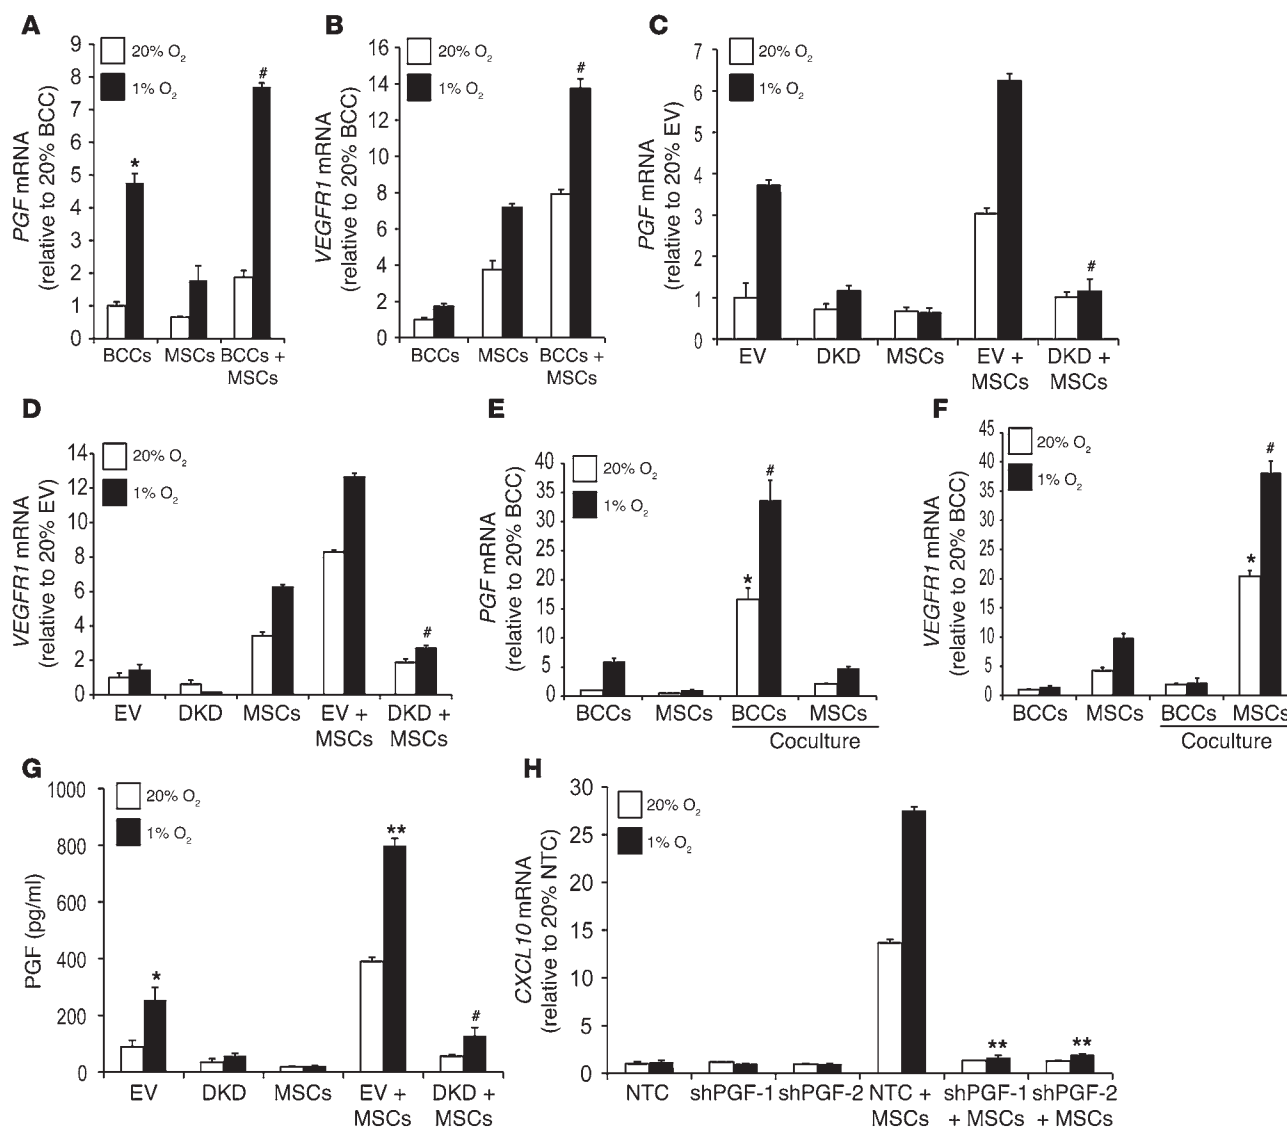 A
PGF mRNA
(relative to 20% BCC)
9
8
7
6
5
4
3
2
1
0
20% O₂
1% O₂
*
#
BCCs MSCs BCCs +
MSCs
B
VEGFR1 mRNA
(relative to 20% BCC)
16
14
12
10
8
6
4
2
0
20% O₂
1% O₂
#
BCCs MSCs BCCs +
MSCs
C
PGF mRNA
(relative to 20% EV)
7
6
5
4
3
2
1
0
20% O₂
1% O₂
#
EV DKD MSCs EV + DKD +
MSCs MSCs
D
VEGFR1 mRNA
(relative to 20% EV)
14
12
10
8
6
4
2
0
20% O₂
1% O₂
#
EV DKD MSCs EV + DKD +
MSCs MSCs
E
PGF mRNA
(relative to 20% BCC)
40
35
30
25
20
15
10
5
0
20% O₂
1% O₂
*
#
BCCs MSCs BCCs MSCs
Coculture
F
VEGFR1 mRNA
(relative to 20% BCC)
45
40
35
30
25
20
15
10
5
0
20% O₂
1% O₂
*
#
BCCs MSCs BCCs MSCs
Coculture
G
PGF (pg/ml)
1000
800
600
400
200
0
20% O₂
1% O₂
*
**
#
EV DKD MSCs EV + DKD +
MSCs MSCs
H
CXCL10 mRNA
(relative to 20% NTC)
30
25
20
15
10
5
0
20% O₂
1% O₂
**
**
NTC shPGF-1 shPGF-2 NTC + shPGF-1 shPGF-2
MSCs + MSCs + MSCs